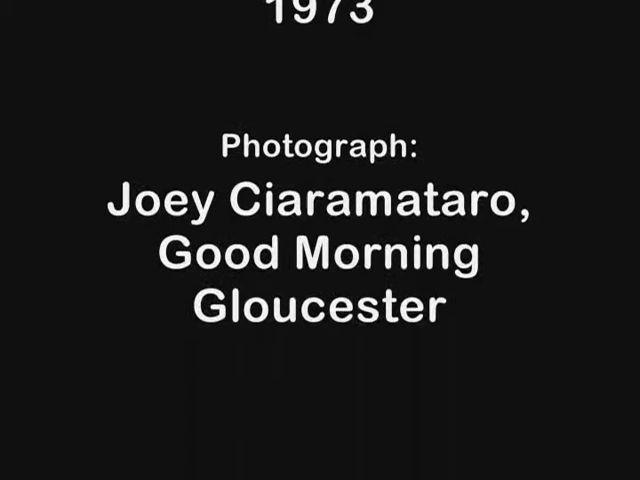 1973
Photograph:
Joey Ciaramataro,
Good Morning
Gloucester